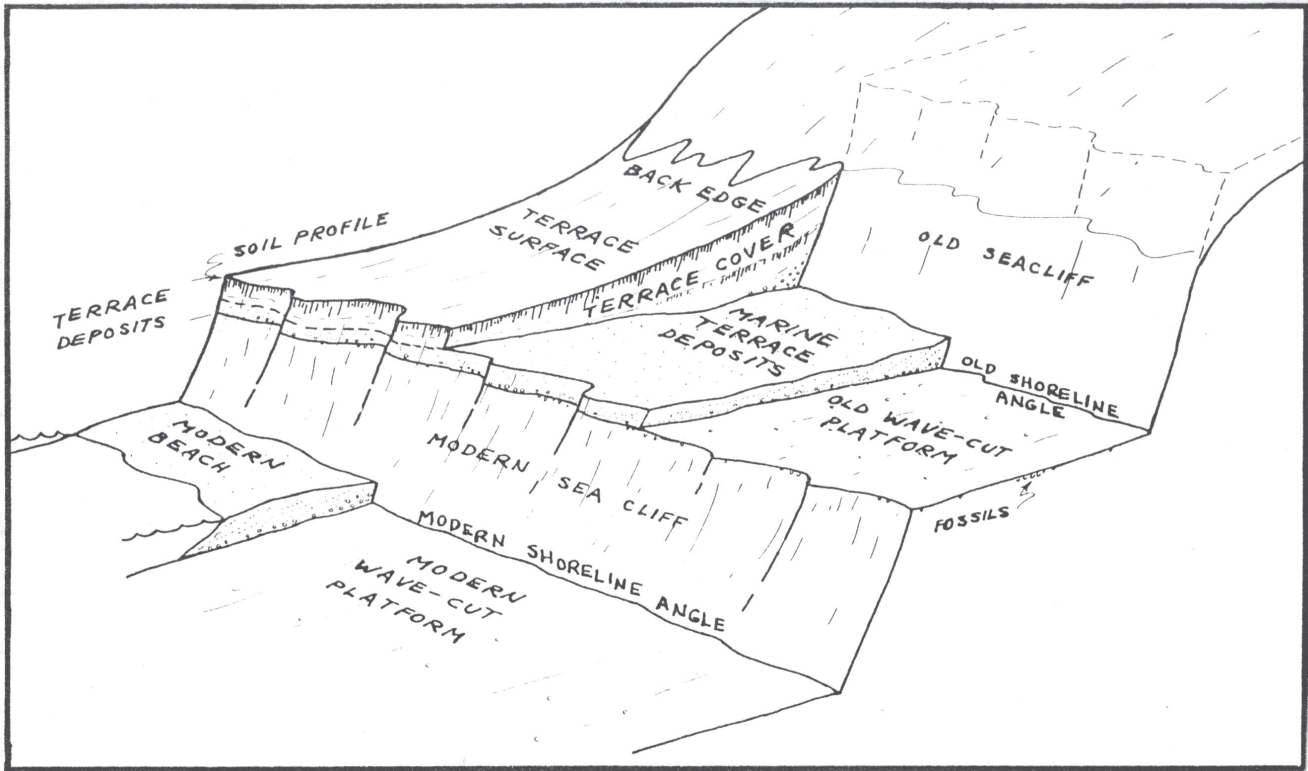 BACK EDGE
SOIL PROFILE
TERRACE
SURFACE
TERRACE COVER
OLD SEACLIFF
TERRACE
DEPOSITS
MARINE
TERRACE
DEPOSITS
OLD SHORELINE
ANGLE
OLD WAVE-CUT
PLATFORM
MODERN
BEACH
MODERN SEA CLIFF
FOSSILS
MODERN SHORELINE ANGLE
MODERN
WAVE-CUT
PLATFORM